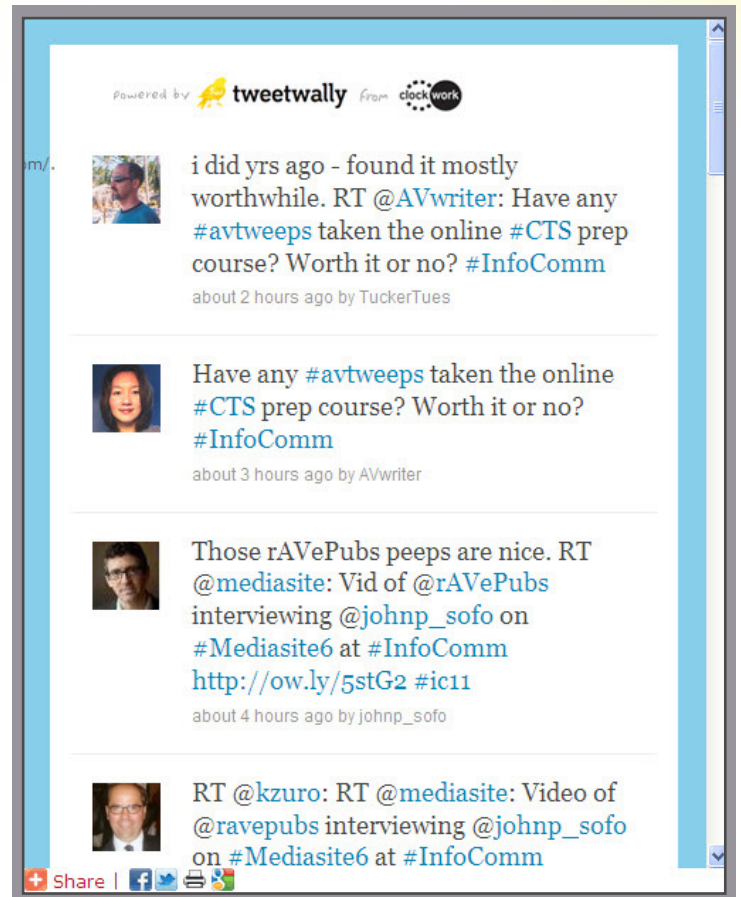 Powered by tweetwally from clockwork
om/.
i did yrs ago - found it mostly
worthwhile. RT @AVwriter: Have any
#avtweeps taken the online #CTS prep
course? Worth it or no? #InfoComm
about 2 hours ago by TuckerTues
Have any #avtweeps taken the online
#CTS prep course? Worth it or no?
#InfoComm
about 3 hours ago by AVwriter
Those rAVePubs peeps are nice. RT
@mediasite: Vid of @rAVePubs
interviewing @johnp_sofo on
#Mediasite6 at #InfoComm
http://ow.ly/5stG2 #ic11
about 4 hours ago by johnp_sofo
RT @kzuro: RT @mediasite: Video of
@ravepubs interviewing @johnp_sofo
on #Mediasite6 at #InfoComm
Share |